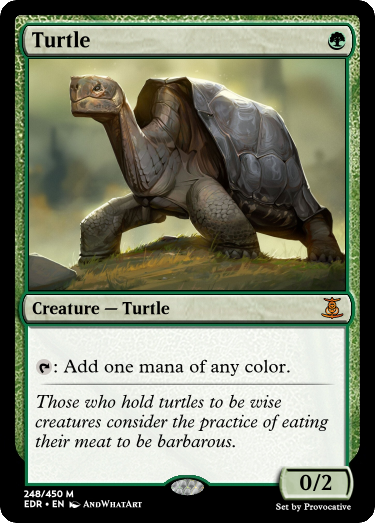 Turtle
Creature — Turtle
: Add one mana of any color.
Those who hold turtles to be wise
creatures consider the practice of eating
their meat to be barbarous.
0/2
248/450 M
EDR • EN AndWhatArt
Set by Provocative